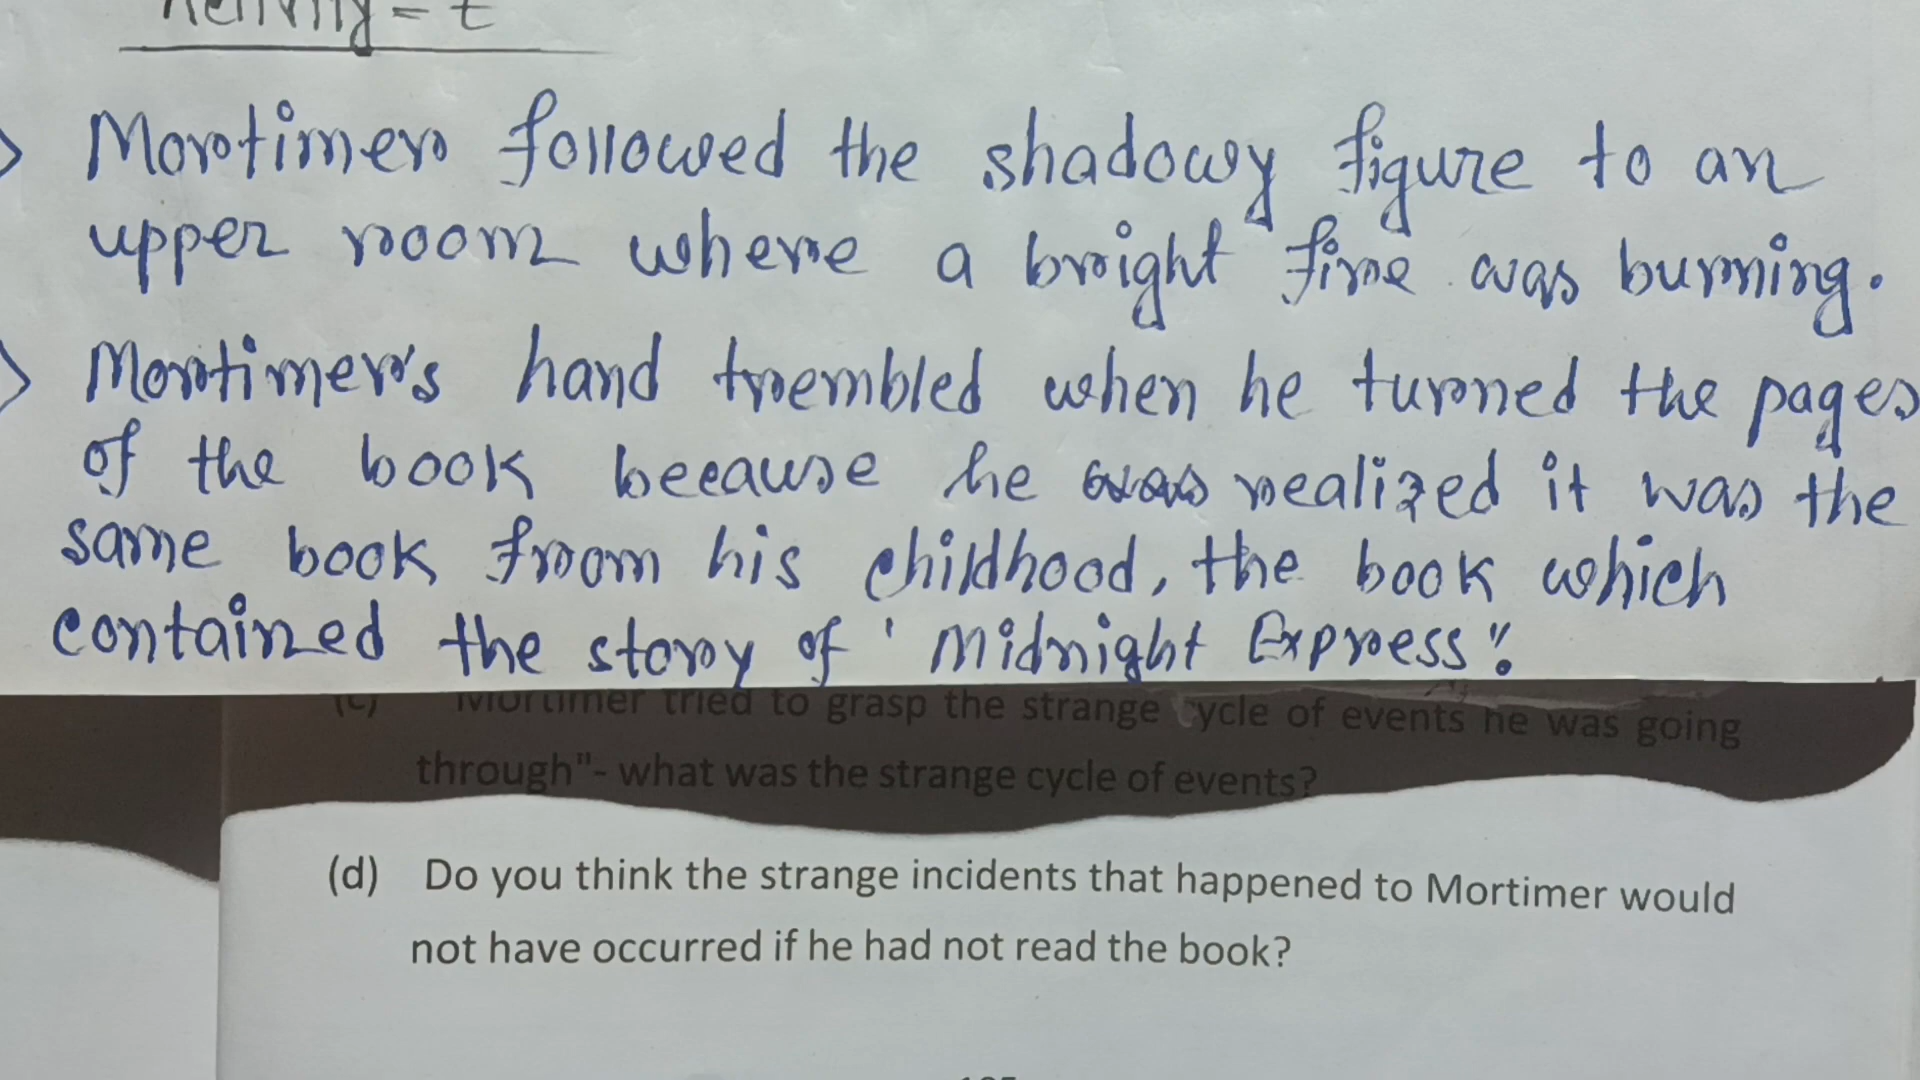 Activity - t
Mortimer followed the shadowy figure to an
upper room where a bright fire was burning.
Mortimer's hand trembled when he turned the pages
of the book because he was realized it was the
same book from his childhood, the book which
contained the story of ' Midnight Express".
(c) Mortimer tried to grasp the strange cycle of events he was going
through"- what was the strange cycle of events?
(d) Do you think the strange incidents that happened to Mortimer would
not have occurred if he had not read the book?